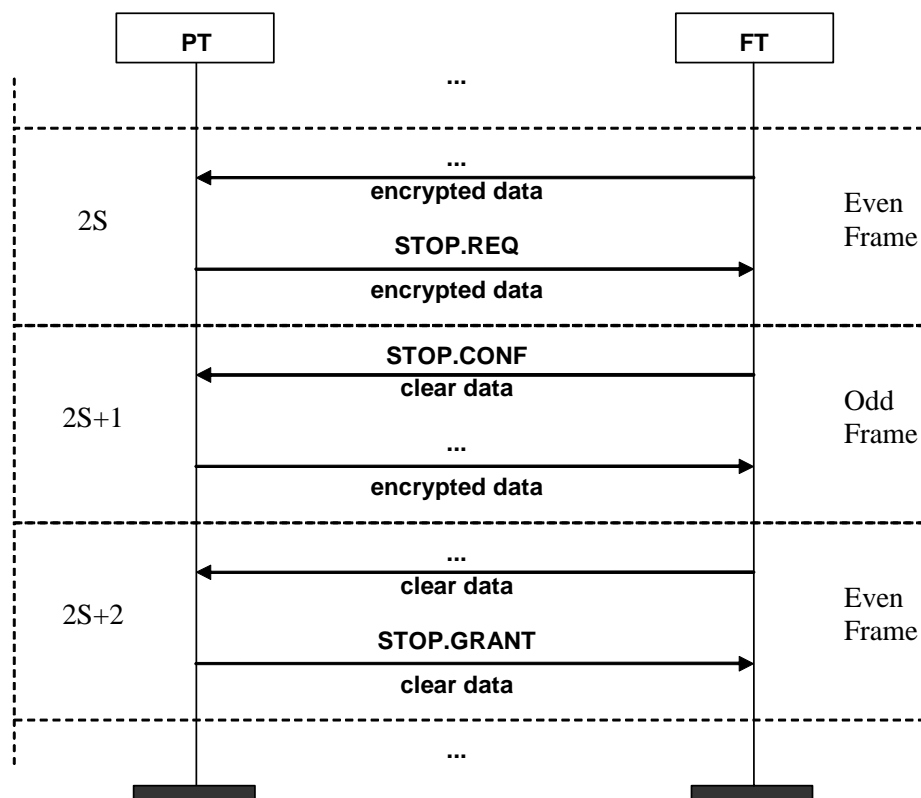 PT
FT
...
...
encrypted data
2S
Even
Frame
STOP.REQ
encrypted data
STOP.CONF
clear data
2S+1
Odd
Frame
...
encrypted data
...
clear data
2S+2
Even
Frame
STOP.GRANT
clear data
...